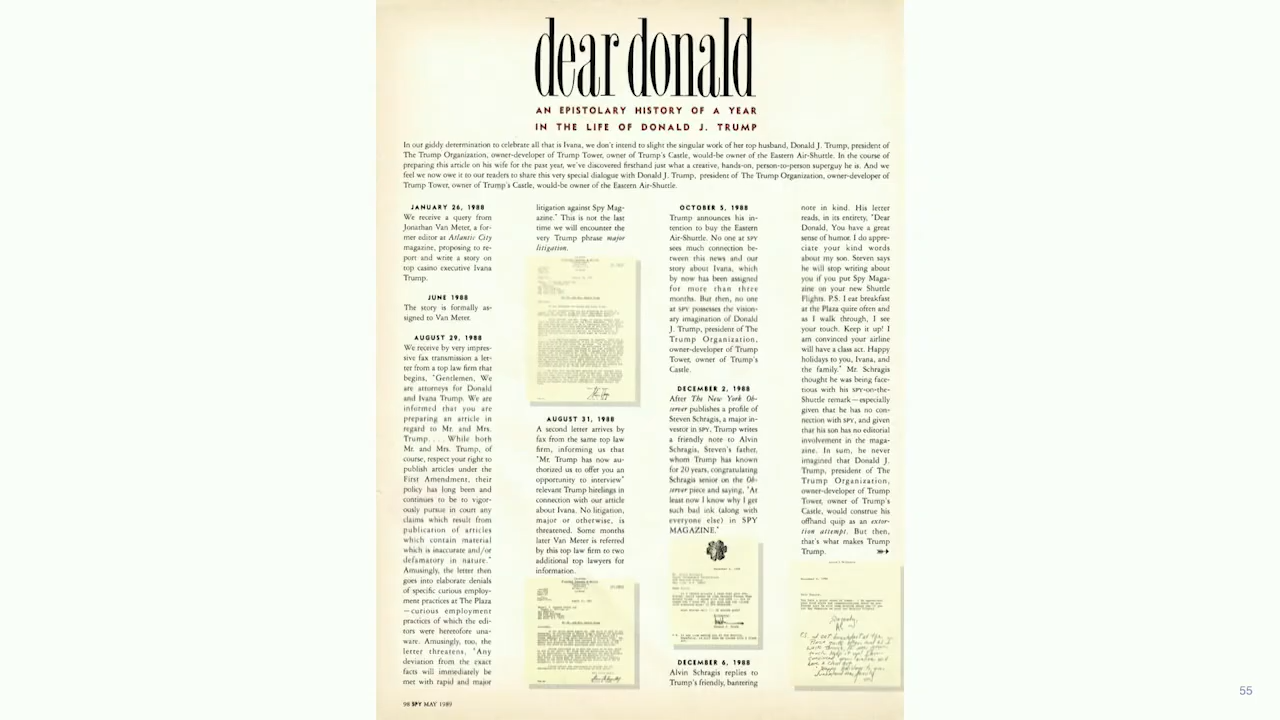 dear donald
AN EPISTOLARY HISTORY OF A YEAR
IN THE LIFE OF DONALD J. TRUMP
In our giddy determination to celebrate all that is Ivana, we don't intend to slight the singular work of her top husband, Donald J. Trump, president of
The Trump Organization, owner-developer of Trump Tower, owner of Trump's Castle, would-be owner of the Eastern Air-Shuttle. In the course of
preparing this article on his wife for the past year, we've discovered firsthand just what a creative, hands-on, person-to-person superguy he is. And we
feel we now owe it to our readers to share this very special dialogue with Donald J. Trump, president of The Trump Organization, owner-developer of
Trump Tower, owner of Trump's Castle, would-be owner of the Eastern Air-Shuttle.
JANUARY 26, 1988
We receive a query from
Jonathan Van Meter, a for-
mer editor at Atlantic City
magazine, proposing to re-
port and write a story on
top casino executive Ivana
Trump.
JUNE 1988
The story is formally as-
signed to Van Meter.
AUGUST 29, 1988
We receive by very impres-
sive fax transmission a let-
ter from a top law firm that
begins, "Gentlemen, We
are attorneys for Donald
and Ivana Trump. We are
informed that you are
preparing an article in
regard to Mr. and Mrs.
Trump. . . . While both
Mr. and Mrs. Trump, of
course, respect your right to
publish articles under the
First Amendment, their
policy has long been and
continues to be to vigor-
ously pursue in court any
claims which result from
publication of articles
which contain material
which is inaccurate and/or
defamatory in nature."
Amusingly, the letter then
goes into elaborate denials
of specific curious employ-
ment practices at The Plaza
—curious employment
practices of which the ed-
itors were heretofore una-
ware. Amusingly, too, the
letter threatens, "Any
deviation from the exact
facts will immediately be
met with rapid and major
litigation against Spy Mag-
azine." This is not the last
time we will encounter the
very Trump phrase major
litigation.
AUGUST 31, 1988
A second letter arrives by
fax from the same top law
firm, informing us that
"Mr. Trump has now au-
thorized us to offer you an
opportunity to interview"
relevant Trump hirelings in
connection with our article
about Ivana. No litigation,
major or otherwise, is
threatened. Some months
later Van Meter is referred
by this top law firm to two
additional top lawyers for
information.
OCTOBER 5, 1988
Trump announces his in-
tention to buy the Eastern
Air-Shuttle. No one at SPY
sees much connection be-
tween this news and our
story about Ivana, which
by now has been assigned
for more than three
months. But then, no one
at SPY possesses the vision-
ary imagination of Donald
J. Trump, president of The
Trump Organization,
owner-developer of Trump
Tower, owner of Trump's
Castle.
DECEMBER 2, 1988
After The New York Ob-
server publishes a profile of
Steven Schragis, a major in-
vestor in SPY, Trump writes
a friendly note to Alvin
Schragis, Steven's father,
whom Trump has known
for 20 years, congratulating
Schragis senior on the Ob-
server piece and saying, "At
least now I know why I get
such bad ink (along with
everyone else) in SPY
MAGAZINE."
DECEMBER 6, 1988
Alvin Schragis replies to
Trump's friendly, bantering
note in kind. His letter
reads, in its entirety, "Dear
Donald, You have a great
sense of humor. I do appre-
ciate your kind words
about my son. Steven says
he will stop writing about
you if you put Spy Maga-
zine on your new Shuttle
Flights. P.S. I eat breakfast
at the Plaza quite often and
as I walk through, I see
your touch. Keep it up! I
am convinced your airline
will have a class act. Happy
holidays to you, Ivana, and
the family." Mr. Schragis
thought he was being face-
tious with his SPY-on-the-
Shuttle remark—especially
given that he has no con-
nection with SPY, and given
that his son has no editorial
involvement in the maga-
zine. In sum, he never
imagined that Donald J.
Trump, president of The
Trump Organization,
owner-developer of Trump
Tower, owner of Trump's
Castle, would construe his
offhand quip as an extor-
tion attempt. But then,
that's what makes Trump
Trump.
98 SPY MAY 1989
55